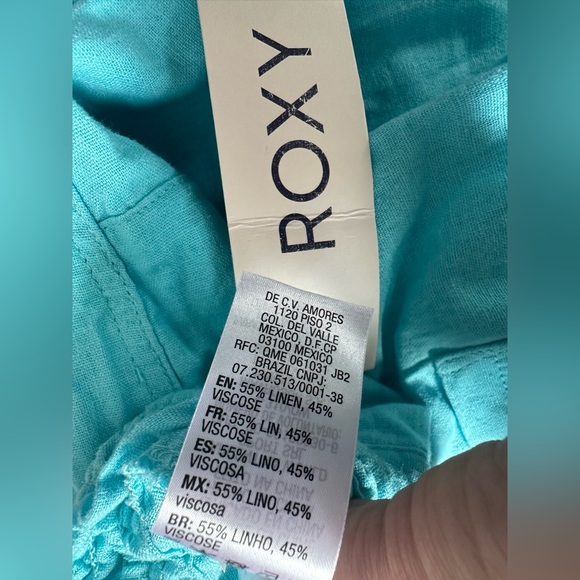 ROXY
DE C.V. AMORES
1120 PISO 2
COL. DEL VALLE
MEXICO, D.F.CP
03100 MEXICO
RFC: QME 061031 JB2
BRAZIL CNPJ:
07.230.513/0001-38
EN: 55% LINEN, 45%
VISCOSE
FR: 55% LIN, 45%
VISCOSE
ES: 55% LINO, 45%
VISCOSA
MX: 55% LINO, 45%
viscosa
BR: 55% LINHO, 45%
VISCOSE